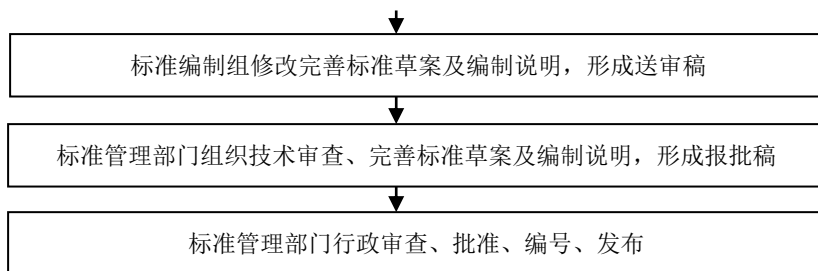 标准编制组修改完善标准草案及编制说明，形成送审稿
标准管理部门组织技术审查、完善标准草案及编制说明，形成报批稿
标准管理部门行政审查、批准、编号、发布